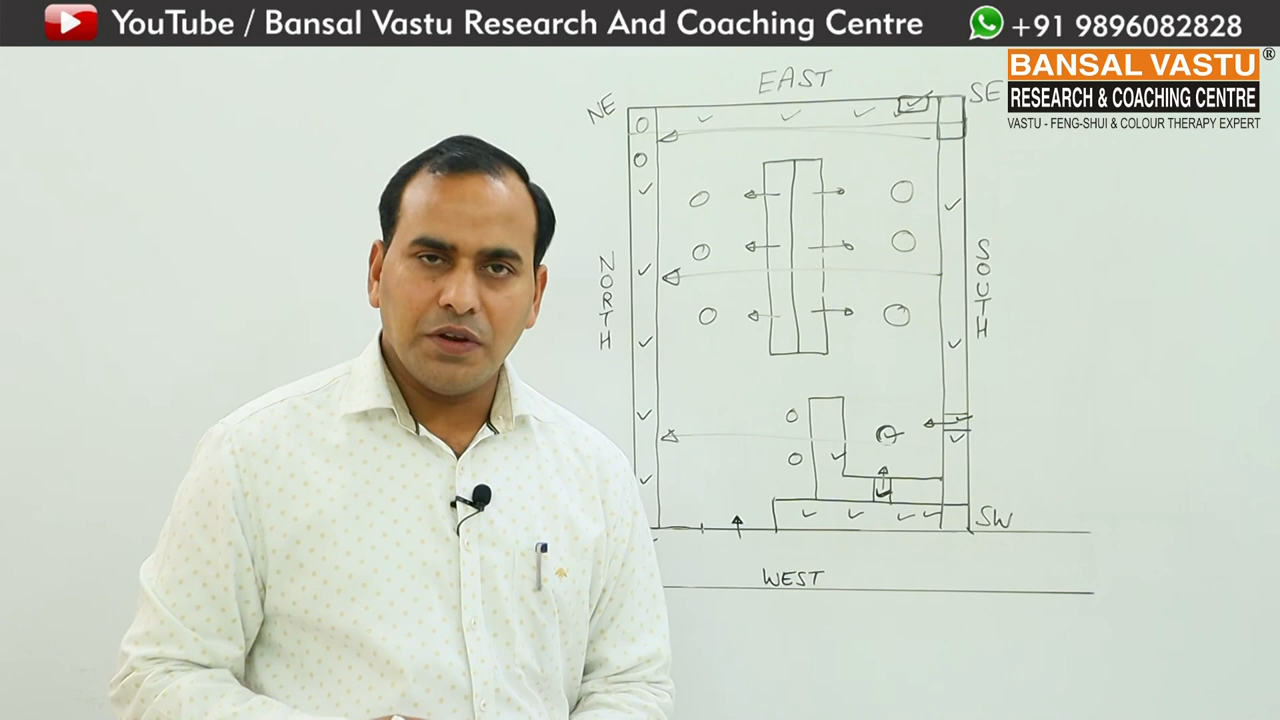 YouTube / Bansal Vastu Research And Coaching Centre
+91 9896082828
BANSAL VASTU®
RESEARCH & COACHING CENTRE
VASTU - FENG-SHUI & COLOUR THERAPY EXPERT
EAST
NE
SE
NORTH
SOUTH
SW
WEST